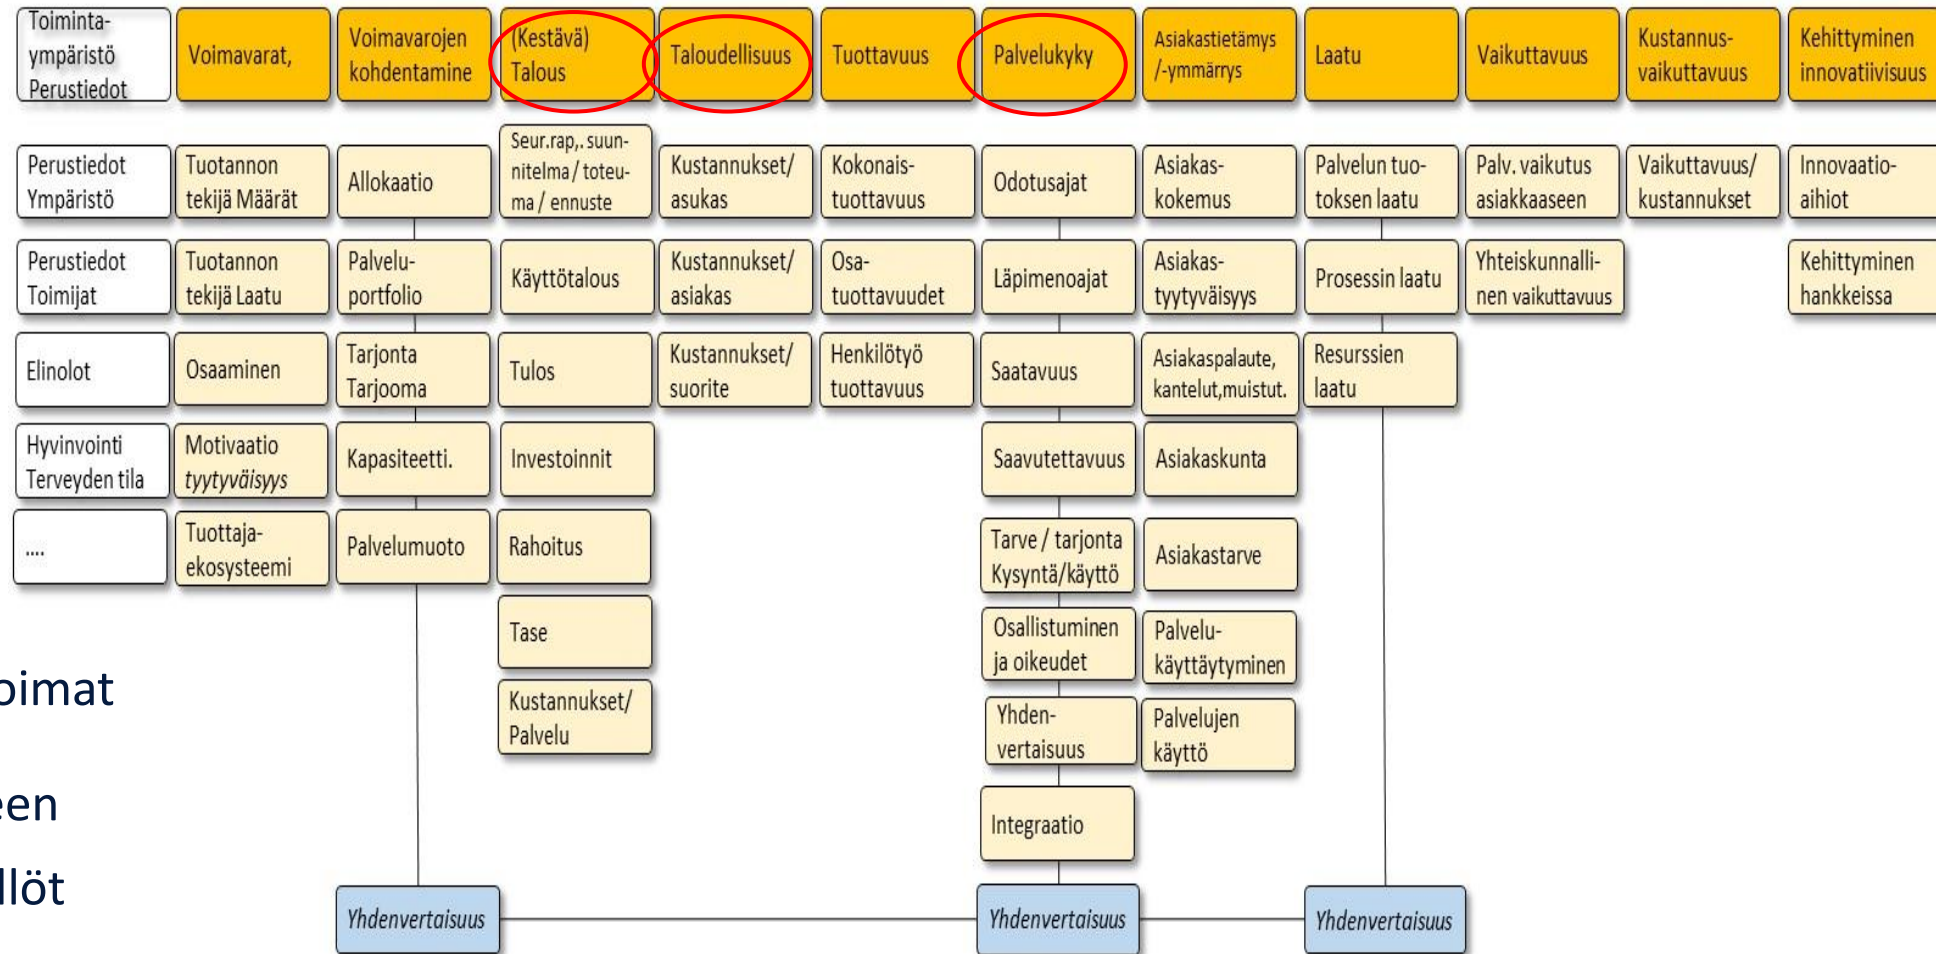 Toiminta-
ympäristö
Perustiedot
Voimavarat,
Voimavarojen
kohdentamine
(Kestävä)
Talous
Taloudellisuus
Tuottavuus
Palvelukyky
Asiakastietämys
/-ymmärrys
Laatu
Vaikuttavuus
Kustannus-
vaikuttavuus
Kehittyminen
innovatiivisuus
Perustiedot
Ympäristö
Tuotannon
tekijä Määrät
Allokaatio
Seur.rap,. suun-
nitelma / toteu-
ma / ennuste
Kustannukset/
asukas
Kokonais-
tuottavuus
Odotusajat
Asiakas-
kokemus
Palvelun tuo-
toksen laatu
Palv. vaikutus
asiakkaaseen
Vaikuttavuus/
kustannukset
Innovaatio-
aihiot
Perustiedot
Toimijat
Tuotannon
tekijä Laatu
Palvelu-
portfolio
Käyttötalous
Kustannukset/
asiakas
Osa-
tuottavuudet
Läpimenoajat
Asiakas-
tyytyväisyys
Prosessin laatu
Yhteiskunnalli-
nen vaikuttavuus
Kehittyminen
hankkeissa
Elinolot
Osaaminen
Tarjonta
Tarjooma
Tulos
Kustannukset/
suorite
Henkilötyö
tuottavuus
Saatavuus
Asiakaspalaute,
kantelut,muistut.
Resurssien
laatu
Hyvinvointi
Terveyden tila
Motivaatio
tyytyväisyys
Kapasiteetti.
Investoinnit
Saavutettavuus
Asiakaskunta
....
Tuottaja-
ekosysteemi
Palvelumuoto
Rahoitus
Tarve / tarjonta
Kysyntä/käyttö
Asiakastarve
Tase
Osallistuminen
ja oikeudet
Palvelu-
käyttäytyminen
oimat
Kustannukset/
Palvelu
Yhden-
vertaisuus
Palvelujen
käyttö
een
Integraatio
llöt
Yhdenvertaisuus
Yhdenvertaisuus
Yhdenvertaisuus